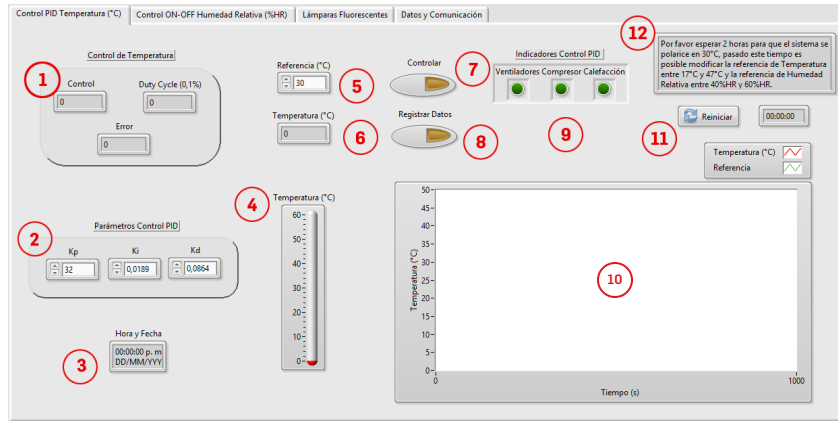 Control PID Temperatura (°C)
Control ON-OFF Humedad Relativa (%HR)
Lámparas Fluorescentes
Datos y Comunicación
1
Control de Temperatura
Control
0
Duty Cycle (0,1%)
0
Error
0
2
Parámetros Control PID
Kp
32
Ki
0,0189
Kd
0,0864
3
Hora y Fecha
00:00:00 p. m
DD/MM/YYY
4
Temperatura (°C)
60
50
40
30
20
10
0
Referencia (°C)
30
5
Temperatura (°C)
0
6
Controlar
7
Registrar Datos
8
Indicadores Control PID
Ventiladores Compresor Calefacción
9
12
Por favor esperar 2 horas para que el sistema se
polarice en 30°C, pasado este tiempo es
posible modificar la referencia de Temperatura
entre 17°C y 47°C y la referencia de Humedad
Relativa entre 40%HR y 60%HR.
11
Reiniciar
00:00:00
Temperatura (°C)
Referencia
10
Temperatura (°C)
50
45
40
35
30
25
20
15
10
5
0
0
1000
Tiempo (s)